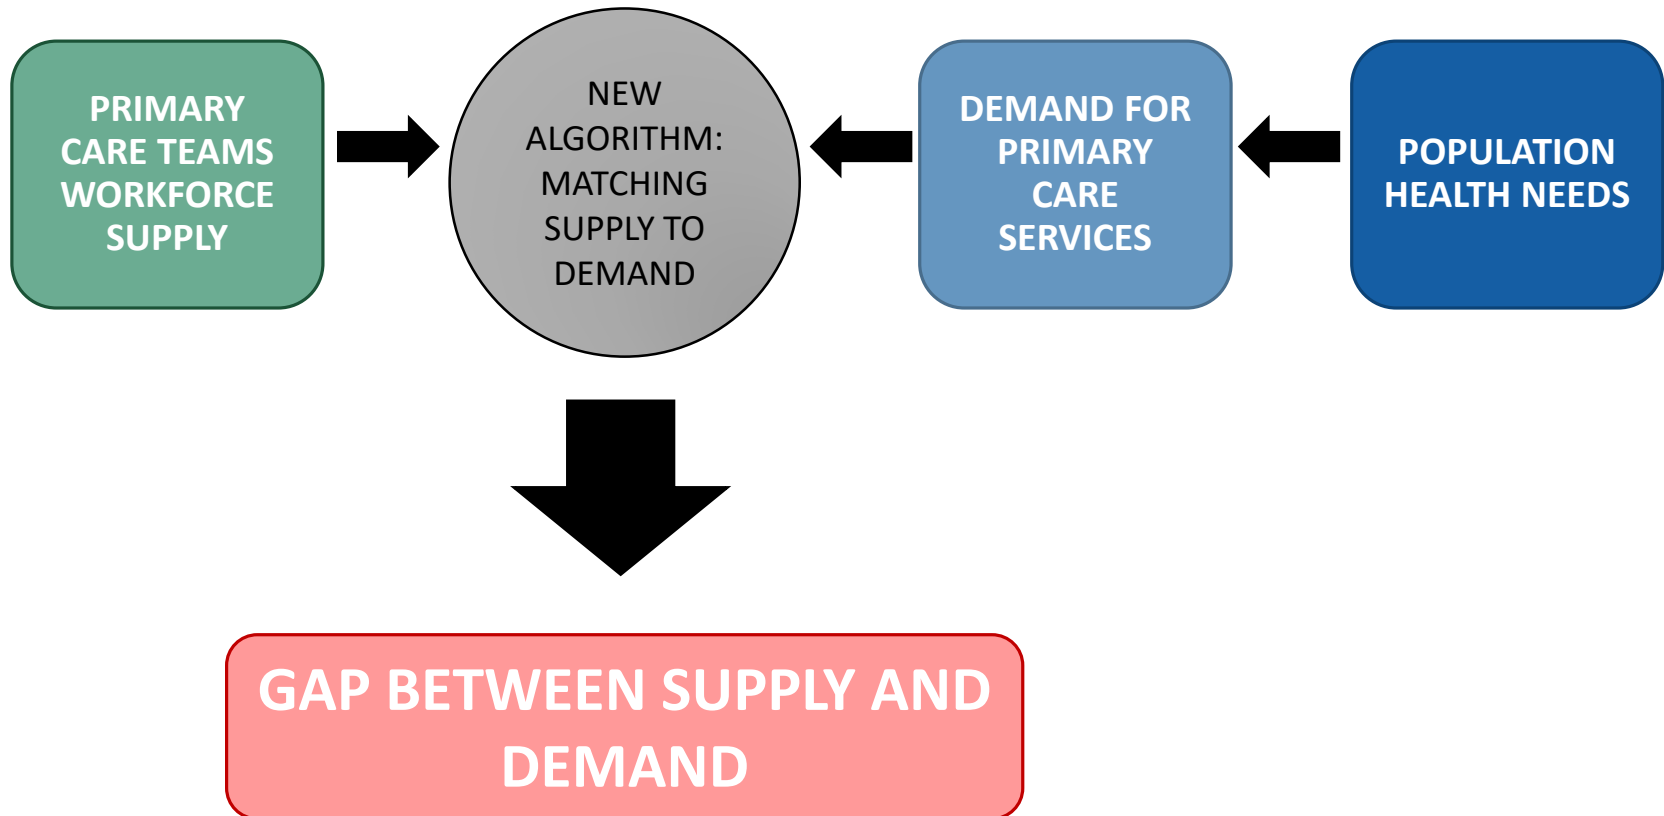 PRIMARY
CARE TEAMS
WORKFORCE
SUPPLY
NEW
ALGORITHM:
MATCHING
SUPPLY TO
DEMAND
DEMAND FOR
PRIMARY
CARE
SERVICES
POPULATION
HEALTH NEEDS
GAP BETWEEN SUPPLY AND
DEMAND